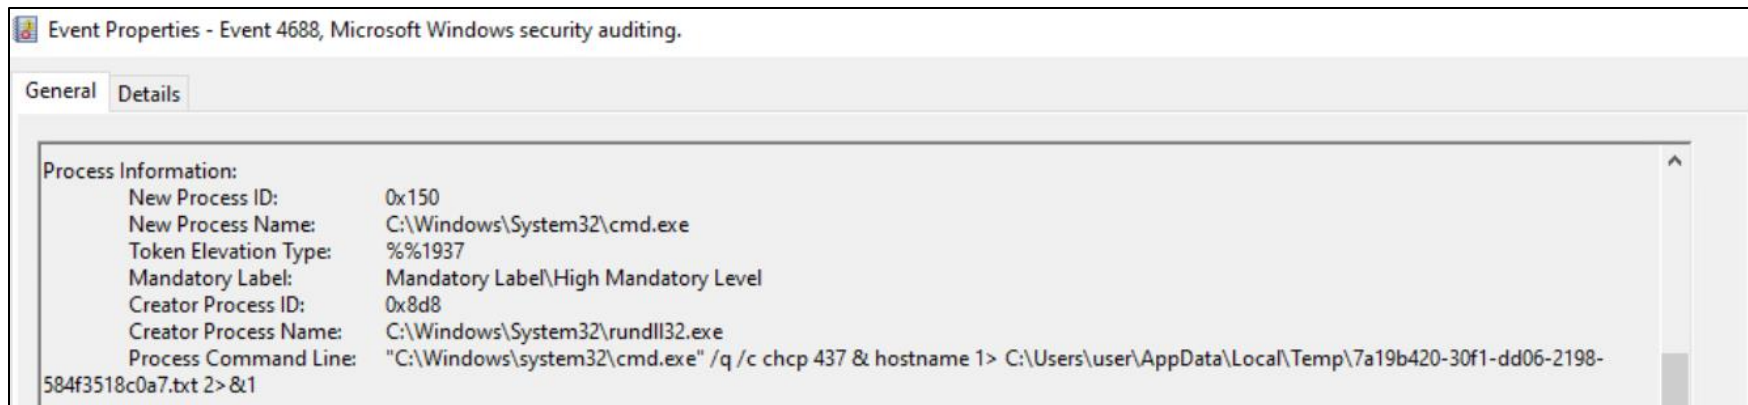 Event Properties - Event 4688, Microsoft Windows security auditing.
General Details
Process Information:
New Process ID: 0x150
New Process Name: C:\Windows\System32\cmd.exe
Token Elevation Type: %%1937
Mandatory Label: Mandatory Label\High Mandatory Level
Creator Process ID: 0x8d8
Creator Process Name: C:\Windows\System32\rundll32.exe
Process Command Line: "C:\Windows\system32\cmd.exe" /q /c chcp 437 & hostname 1> C:\Users\user\AppData\Local\Temp\7a19b420-30f1-dd06-2198-
584f3518c0a7.txt 2>&1